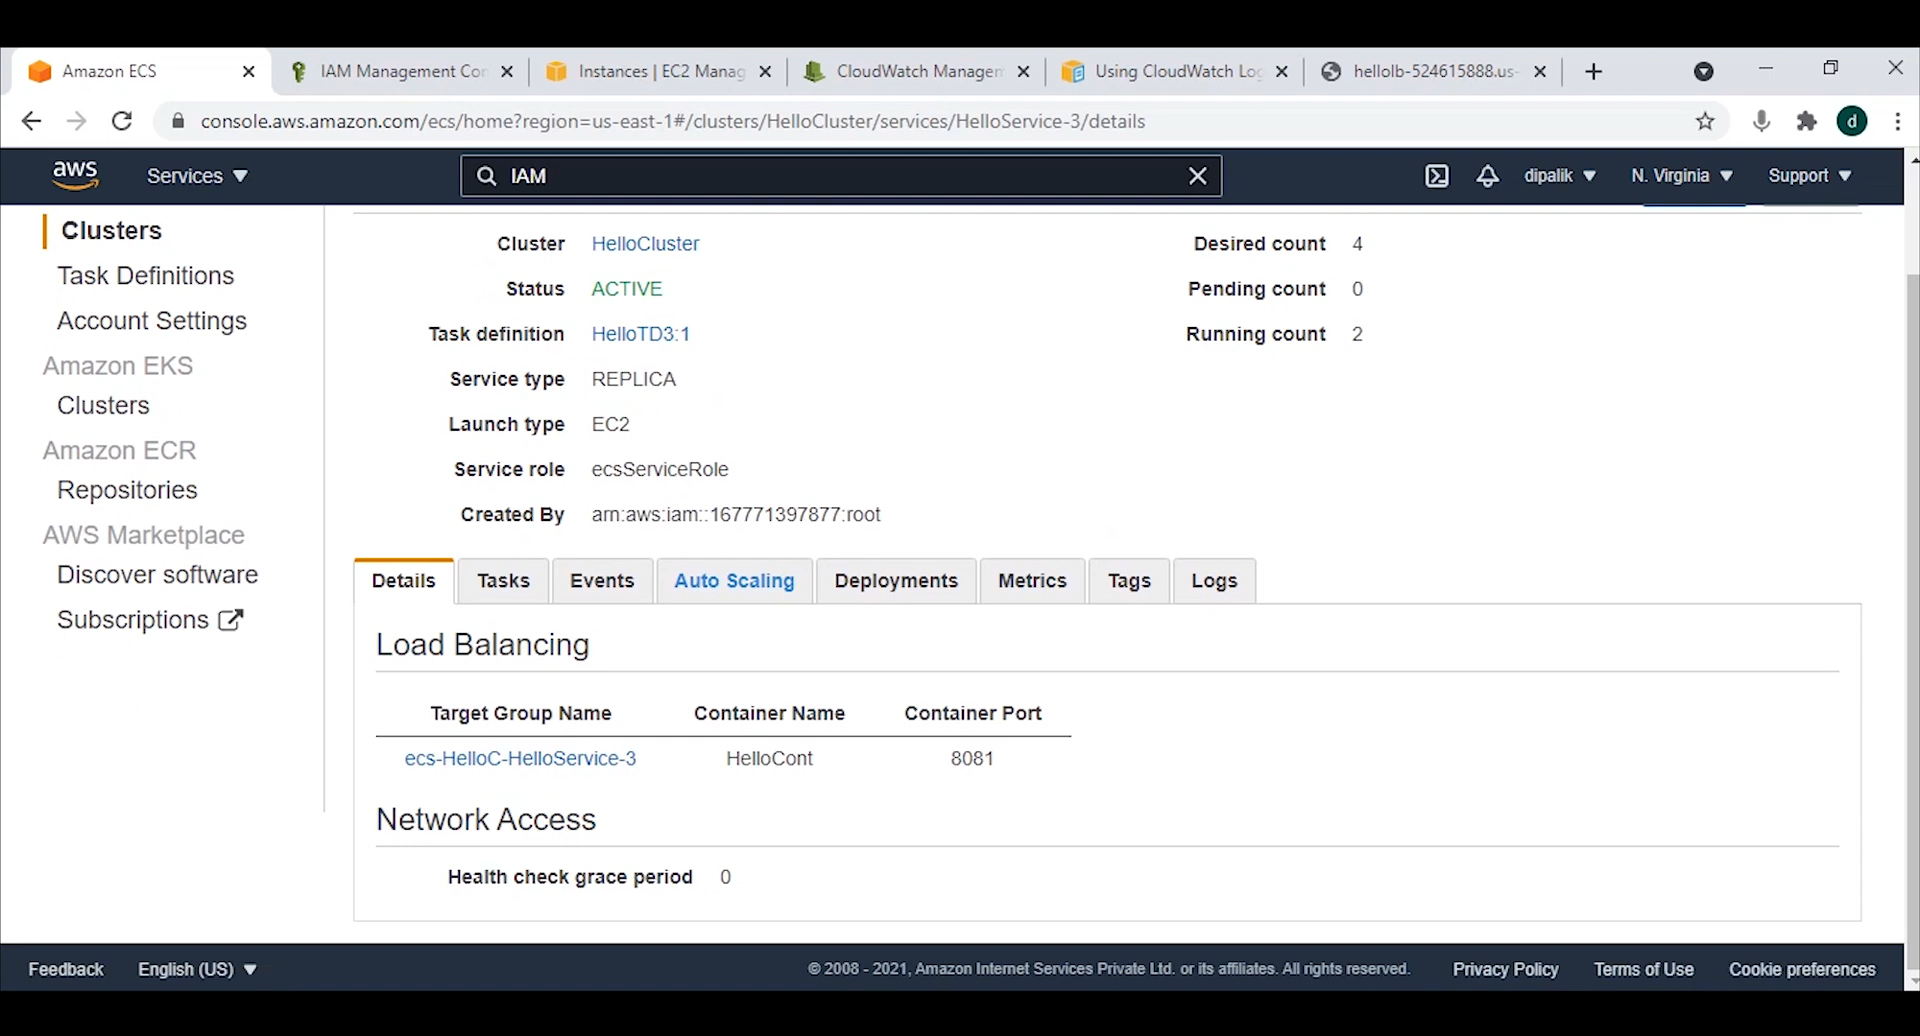 Amazon ECS
IAM Management Con
Instances | EC2 Manag
CloudWatch Managem
Using CloudWatch Log
hellolb-524615888.us-
console.aws.amazon.com/ecs/home?region=us-east-1#/clusters/HelloCluster/services/HelloService-3/details
d
aws
Services
IAM
dipalik
N. Virginia
Support
Clusters
Task Definitions
Account Settings
Amazon EKS
Clusters
Amazon ECR
Repositories
AWS Marketplace
Discover software
Subscriptions
Cluster HelloCluster
Status ACTIVE
Task definition HelloTD3:1
Service type REPLICA
Launch type EC2
Service role ecsServiceRole
Created By arn:aws:iam::167771397877:root
Desired count 4
Pending count 0
Running count 2
Details Tasks Events Auto Scaling Deployments Metrics Tags Logs
Load Balancing
Target Group Name Container Name Container Port
ecs-HelloC-HelloService-3 HelloCont 8081
Network Access
Health check grace period 0
Feedback English (US) © 2008 - 2021, Amazon Internet Services Private Ltd. or its affiliates. All rights reserved. Privacy Policy Terms of Use Cookie preferences